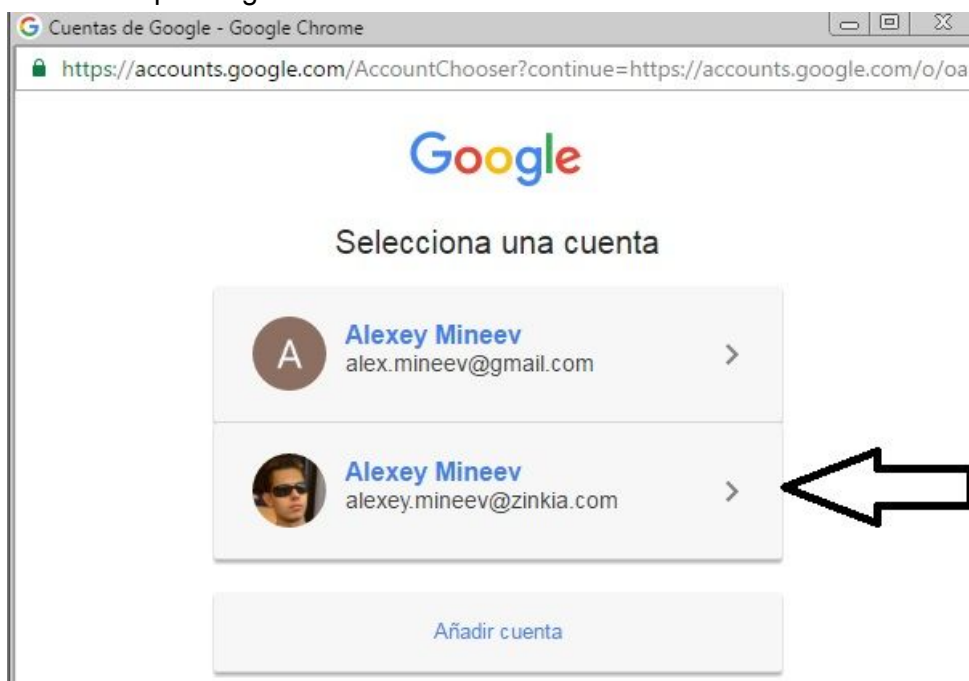 Cuentas de Google - Google Chrome
https://accounts.google.com/AccountChooser?continue=https://accounts.google.com/o/oa
Google
Selecciona una cuenta
A
Alexey Mineev
alex.mineev@gmail.com
Alexey Mineev
alexey.mineev@zinkia.com
Añadir cuenta